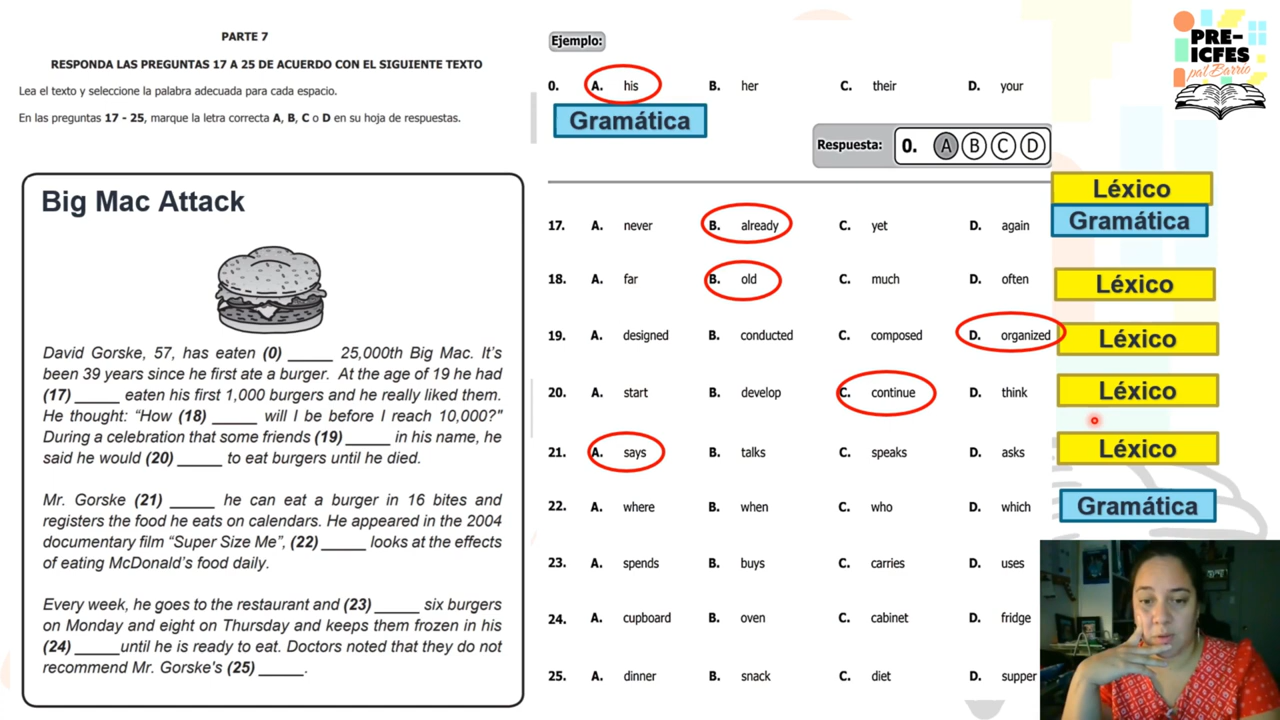 PARTE 7
RESPONDA LAS PREGUNTAS 17 A 25 DE ACUERDO CON EL SIGUIENTE TEXTO
Lea el texto y seleccione la palabra adecuada para cada espacio.
En las preguntas 17 - 25, marque la letra correcta A, B, C o D en su hoja de respuestas.
Big Mac Attack
David Gorske, 57, has eaten (0) _____ 25,000th Big Mac. It's
been 39 years since he first ate a burger. At the age of 19 he had
(17) _____ eaten his first 1,000 burgers and he really liked them.
He thought: "How (18) _____ will I be before I reach 10,000?"
During a celebration that some friends (19) _____ in his name, he
said he would (20) _____ to eat burgers until he died.
Mr. Gorske (21) _____ he can eat a burger in 16 bites and
registers the food he eats on calendars. He appeared in the 2004
documentary film “Super Size Me”, (22) _____ looks at the effects
of eating McDonald's food daily.
Every week, he goes to the restaurant and (23) _____ six burgers
on Monday and eight on Thursday and keeps them frozen in his
(24) _____until he is ready to eat. Doctors noted that they do not
recommend Mr. Gorske's (25) _____.
Ejemplo:
0. A. his B. her C. their D. your
Gramática
Respuesta: 0. A B C D
Léxico
Gramática
17. A. never B. already C. yet D. again
18. A. far B. old C. much D. often
Léxico
19. A. designed B. conducted C. composed D. organized
Léxico
20. A. start B. develop C. continue D. think
Léxico
21. A. says B. talks C. speaks D. asks
Léxico
22. A. where B. when C. who D. which
Gramática
23. A. spends B. buys C. carries D. uses
24. A. cupboard B. oven C. cabinet D. fridge
25. A. dinner B. snack C. diet D. supper
PRE-
ICFES
pa'l Barrio